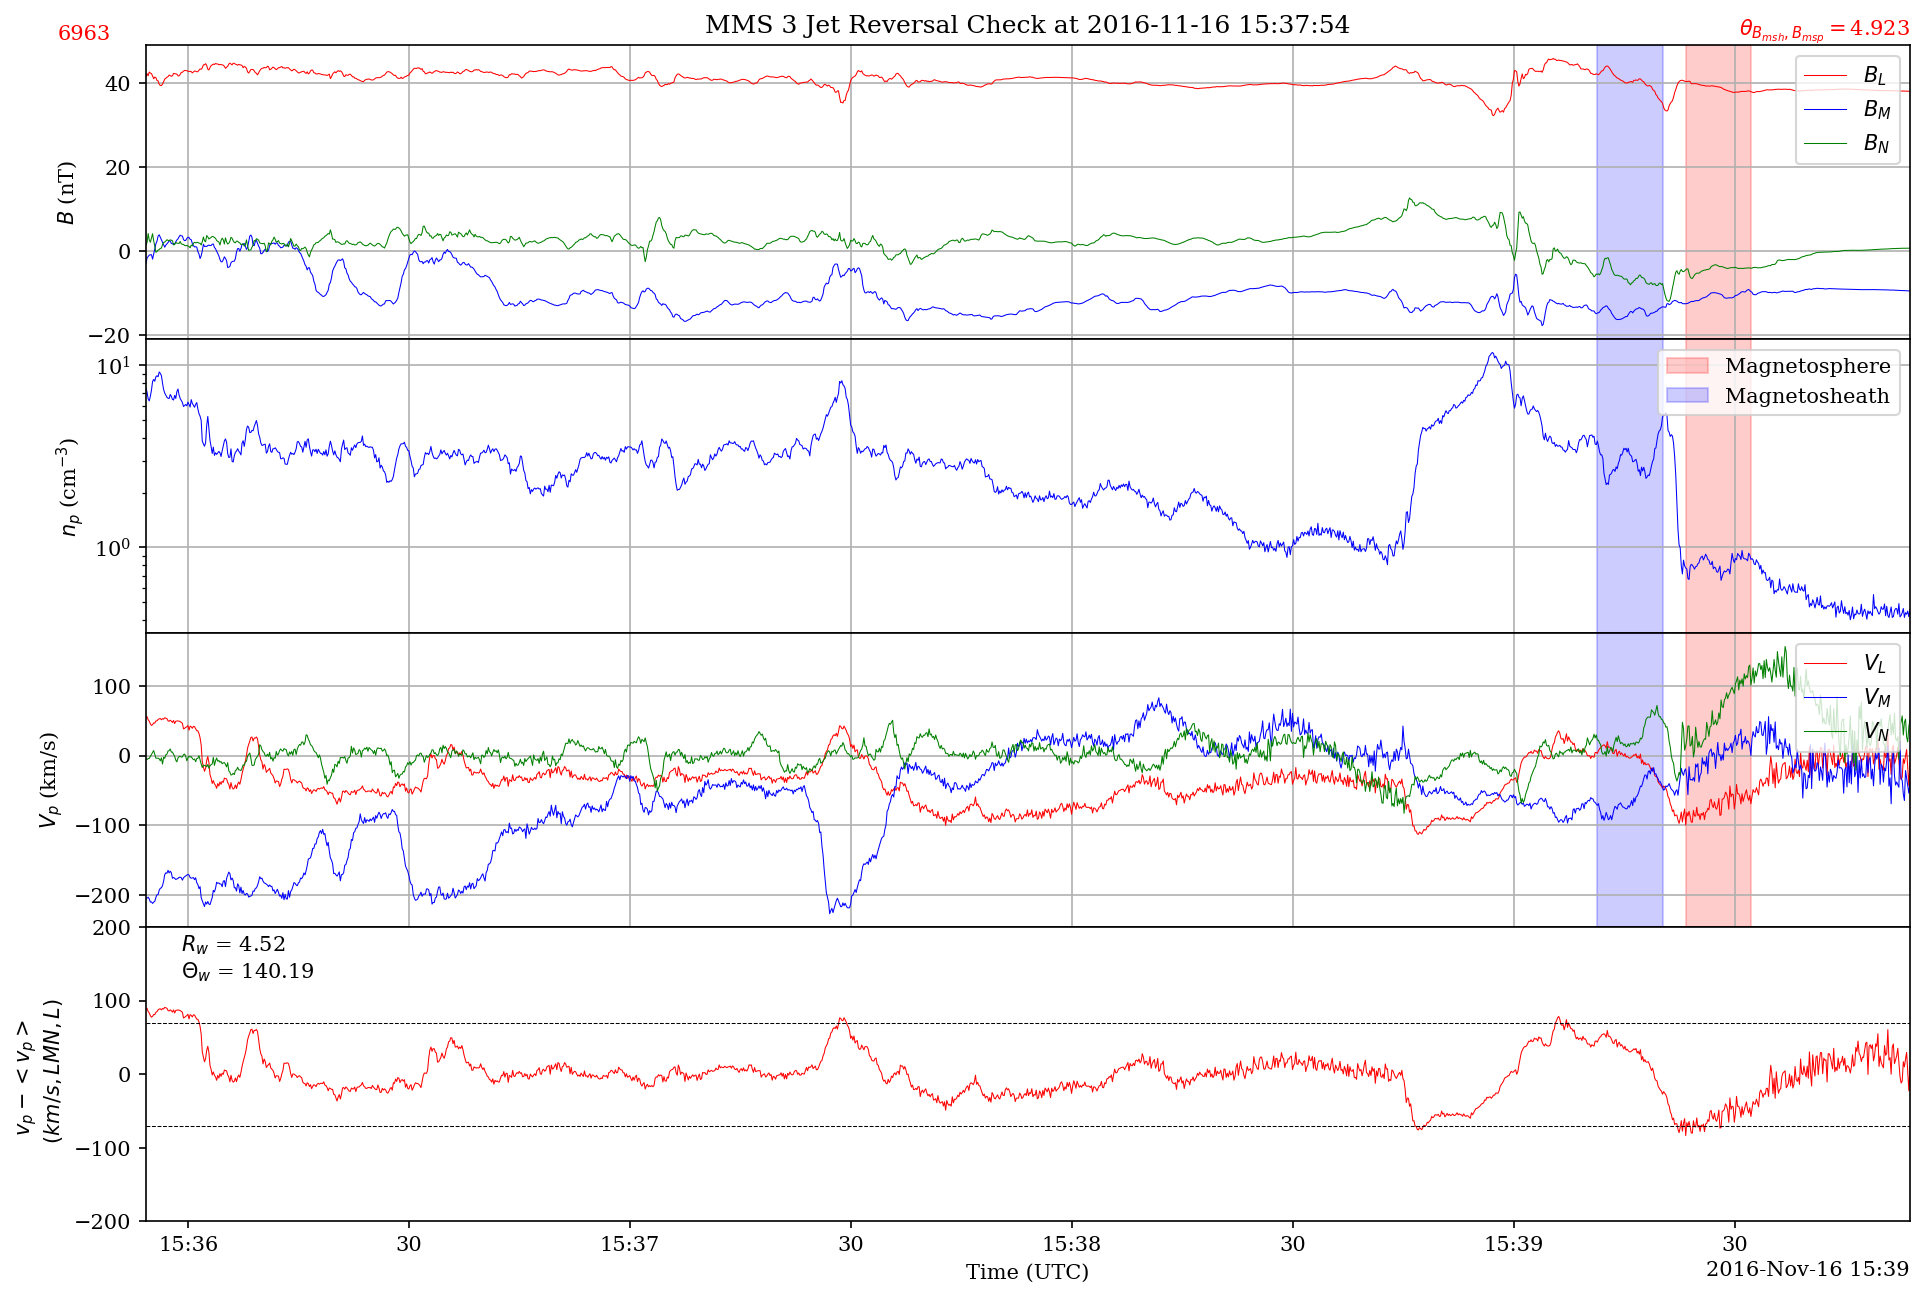 6963
MMS 3 Jet Reversal Check at 2016-11-16 15:37:54
θ_{B_{msh}, B_{msp}} = 4.923
B (nT)
40
20
0
−20
B_L
B_M
B_N
n_p (cm^{−3})
10^1
10^0
Magnetosphere
Magnetosheath
V_p (km/s)
100
0
−100
−200
V_L
V_M
V_N
v_p − < v_p >
(km/s, LMN, L)
200
100
0
−100
−200
R_w = 4.52
Θ_w = 140.19
15:36
30
15:37
30
15:38
30
15:39
30
Time (UTC)
2016-Nov-16 15:39